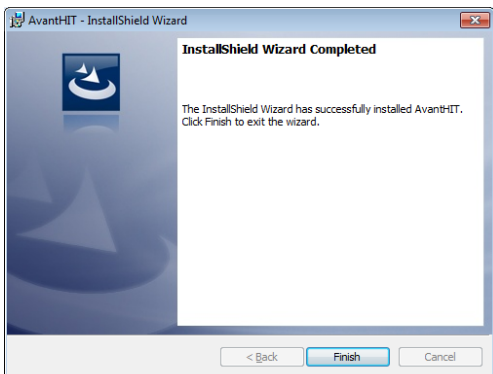 AvantHIT - InstallShield Wizard
InstallShield Wizard Completed
The InstallShield Wizard has successfully installed AvantHIT.
Click Finish to exit the wizard.
< Back
Finish
Cancel